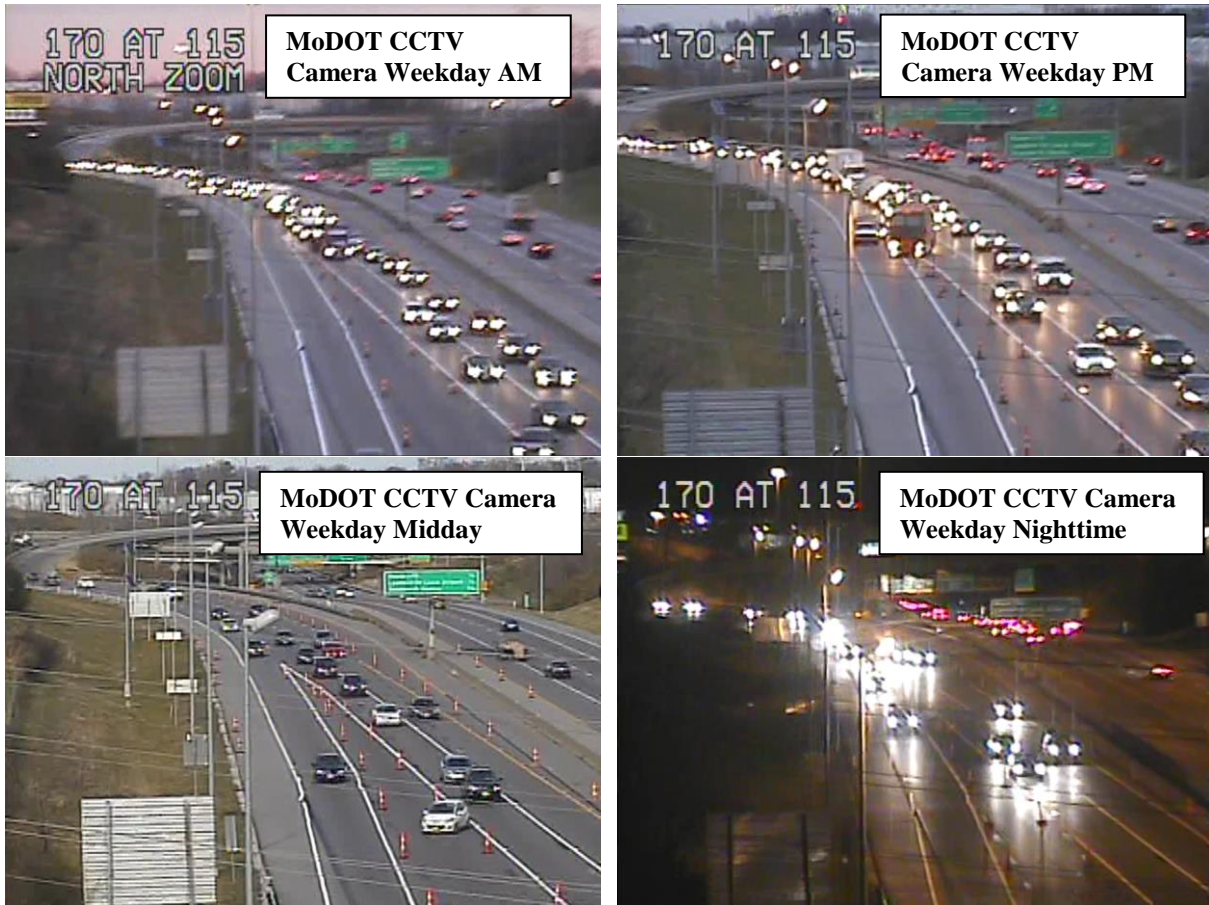 170 AT 115
NORTH ZOOM
MoDOT CCTV
Camera Weekday AM
170 AT 115
MoDOT CCTV
Camera Weekday PM
170 AT 115
MoDOT CCTV Camera
Weekday Midday
170 AT 115
MoDOT CCTV Camera
Weekday Nighttime